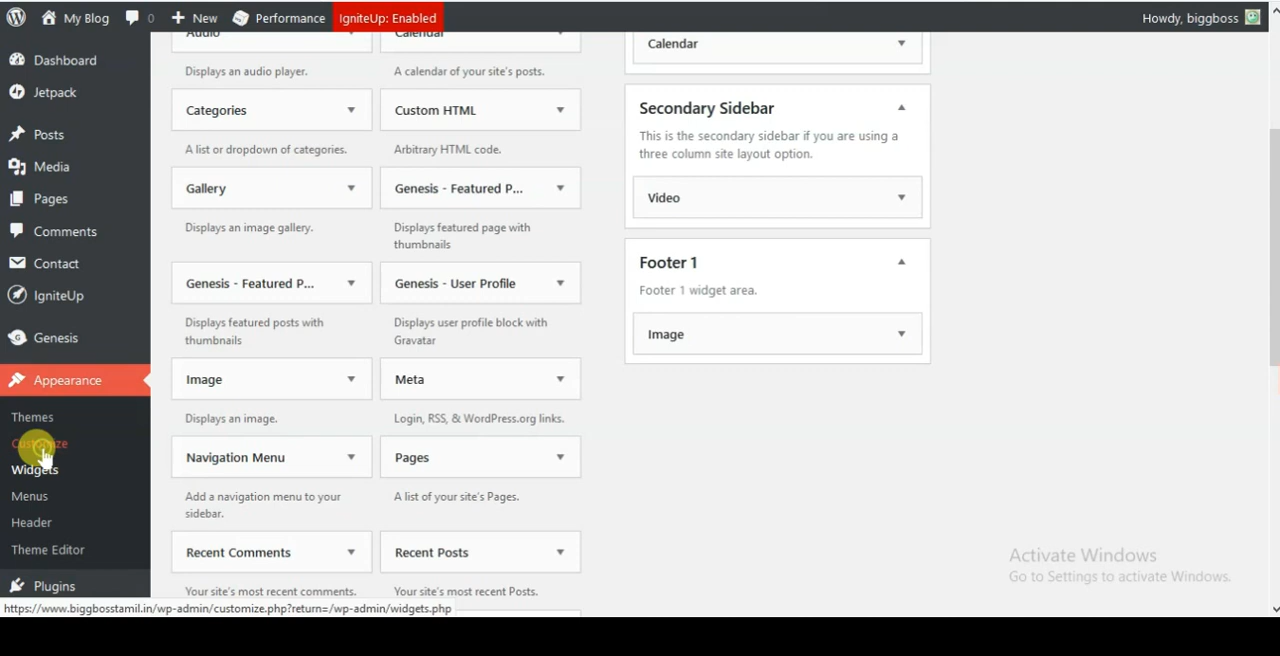 My Blog 0 New Performance IgniteUp: Enabled Howdy, biggboss
Dashboard
Jetpack
Posts
Media
Pages
Comments
Contact
IgniteUp
Genesis
Appearance
Themes
Customize
Widgets
Menus
Header
Theme Editor
Plugins
Audio
Displays an audio player.
Calendar
A calendar of your site's posts.
Categories
A list or dropdown of categories.
Custom HTML
Arbitrary HTML code.
Gallery
Displays an image gallery.
Genesis - Featured P...
Displays featured page with
thumbnails
Genesis - Featured P...
Displays featured posts with
thumbnails
Genesis - User Profile
Displays user profile block with
Gravatar
Image
Displays an image.
Meta
Login, RSS, & WordPress.org links.
Navigation Menu
Add a navigation menu to your
sidebar.
Pages
A list of your site's Pages.
Recent Comments
Your site's most recent comments.
Recent Posts
Your site's most recent Posts.
Calendar
Secondary Sidebar
This is the secondary sidebar if you are using a
three column site layout option.
Video
Footer 1
Footer 1 widget area.
Image
Activate Windows
Go to Settings to activate Windows.
https://www.biggbosstamil.in/wp-admin/customize.php?return=/wp-admin/widgets.php